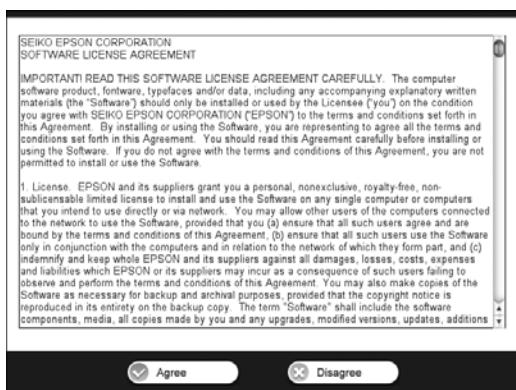 SEIKO EPSON CORPORATION
SOFTWARE LICENSE AGREEMENT
IMPORTANT! READ THIS SOFTWARE LICENSE AGREEMENT CAREFULLY. The computer
software product, fontware, typefaces and/or data, including any accompanying explanatory written
materials (the "Software") should only be installed or used by the Licensee ("you") on the condition
you agree with SEIKO EPSON CORPORATION ("EPSON") to the terms and conditions set forth in
this Agreement. By installing or using the Software, you are representing to agree all the terms and
conditions set forth in this Agreement. You should read this Agreement carefully before installing or
using the Software. If you do not agree with the terms and conditions of this Agreement, you are not
permitted to install or use the Software.
1. License. EPSON and its suppliers grant you a personal, nonexclusive, royalty-free, non-
sublicensable limited license to install and use the Software on any single computer or computers
that you intend to use directly or via network. You may allow other users of the computers connected
to the network to use the Software, provided that you (a) ensure that all such users agree and are
bound by the terms and conditions of this Agreement, (b) ensure that all such users use the Software
only in conjunction with the computers and in relation to the network of which they form part, and (c)
indemnify and keep whole EPSON and its suppliers against all damages, losses, costs, expenses
and liabilities which EPSON or its suppliers may incur as a consequence of such users failing to
observe and perform the terms and conditions of this Agreement. You may also make copies of the
Software as necessary for backup and archival purposes, provided that the copyright notice is
reproduced in its entirety on the backup copy. The term "Software" shall include the software
components, media, all copies made by you and any upgrades, modified versions, updates, additions
Agree
Disagree